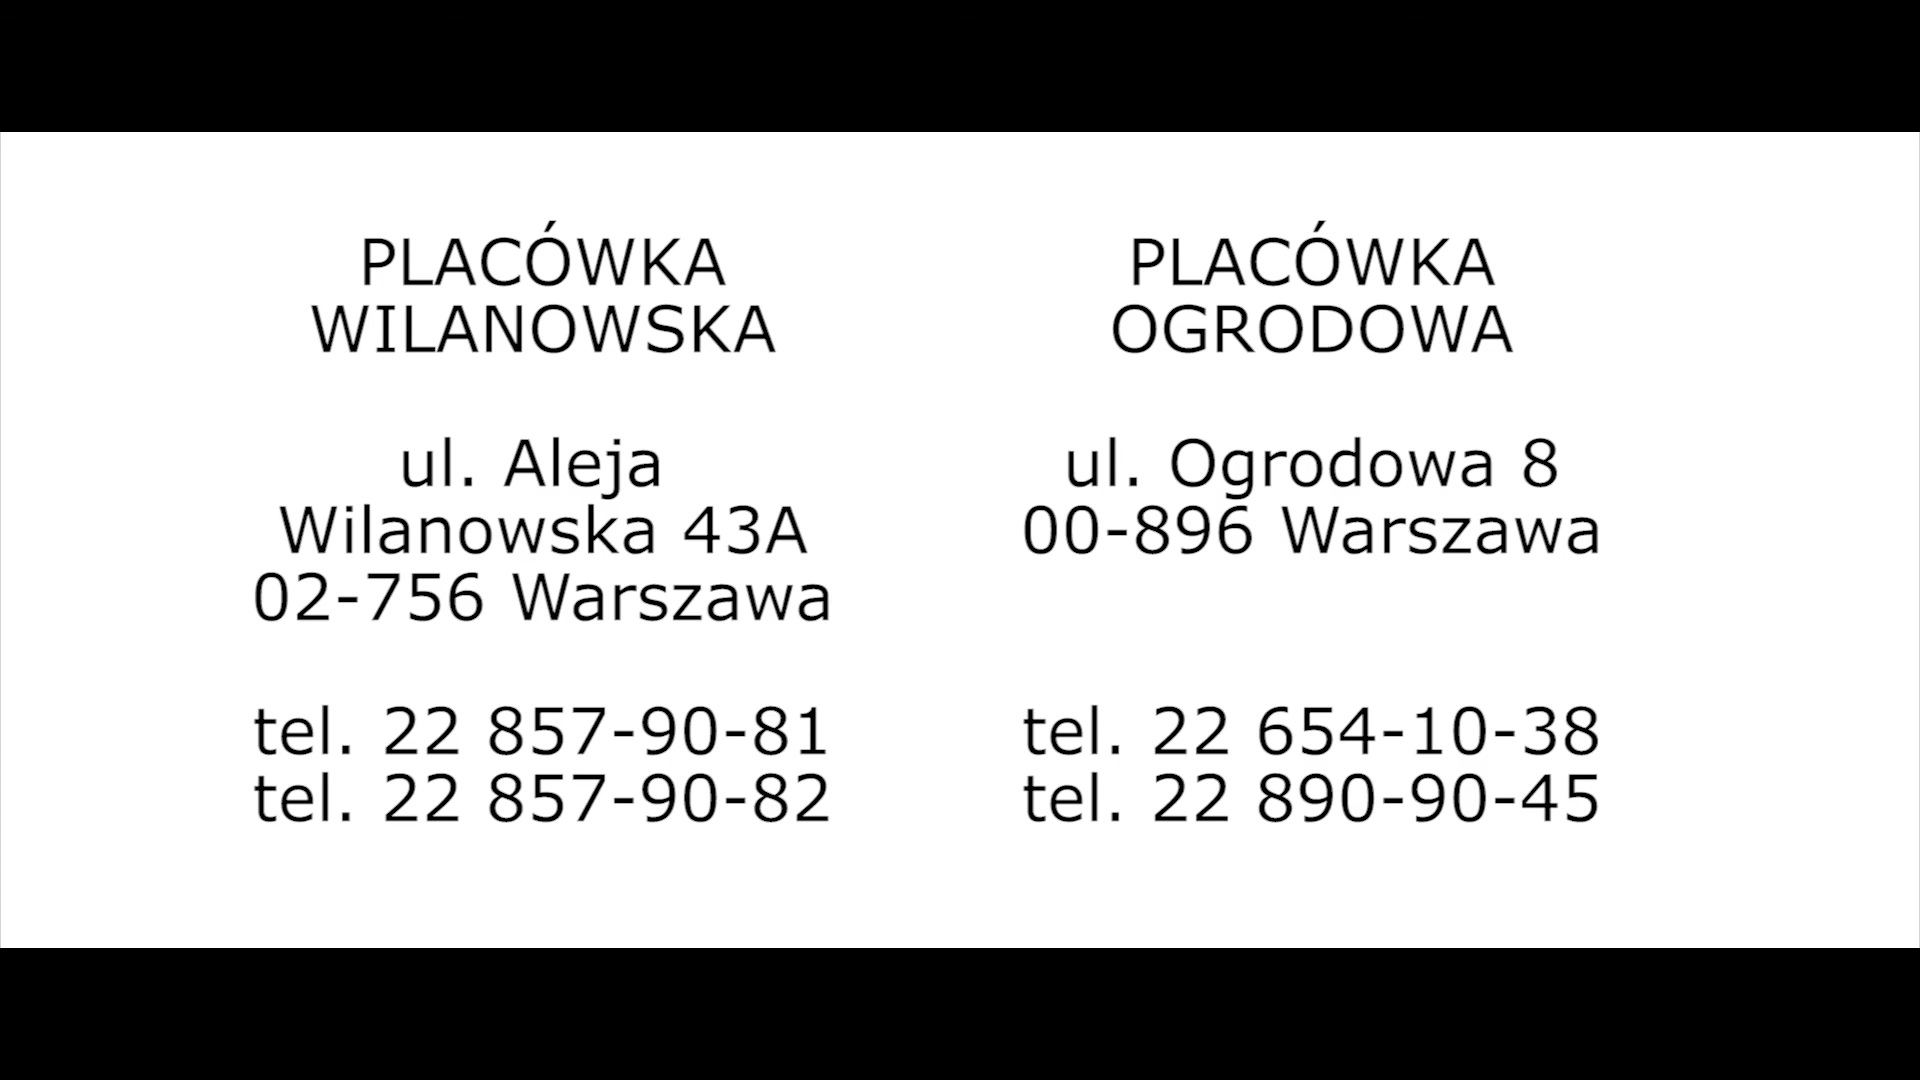 PLACÓWKA
WILANOWSKA
ul. Aleja
Wilanowska 43A
02-756 Warszawa
tel. 22 857-90-81
tel. 22 857-90-82
PLACÓWKA
OGRODOWA
ul. Ogrodowa 8
00-896 Warszawa
tel. 22 654-10-38
tel. 22 890-90-45